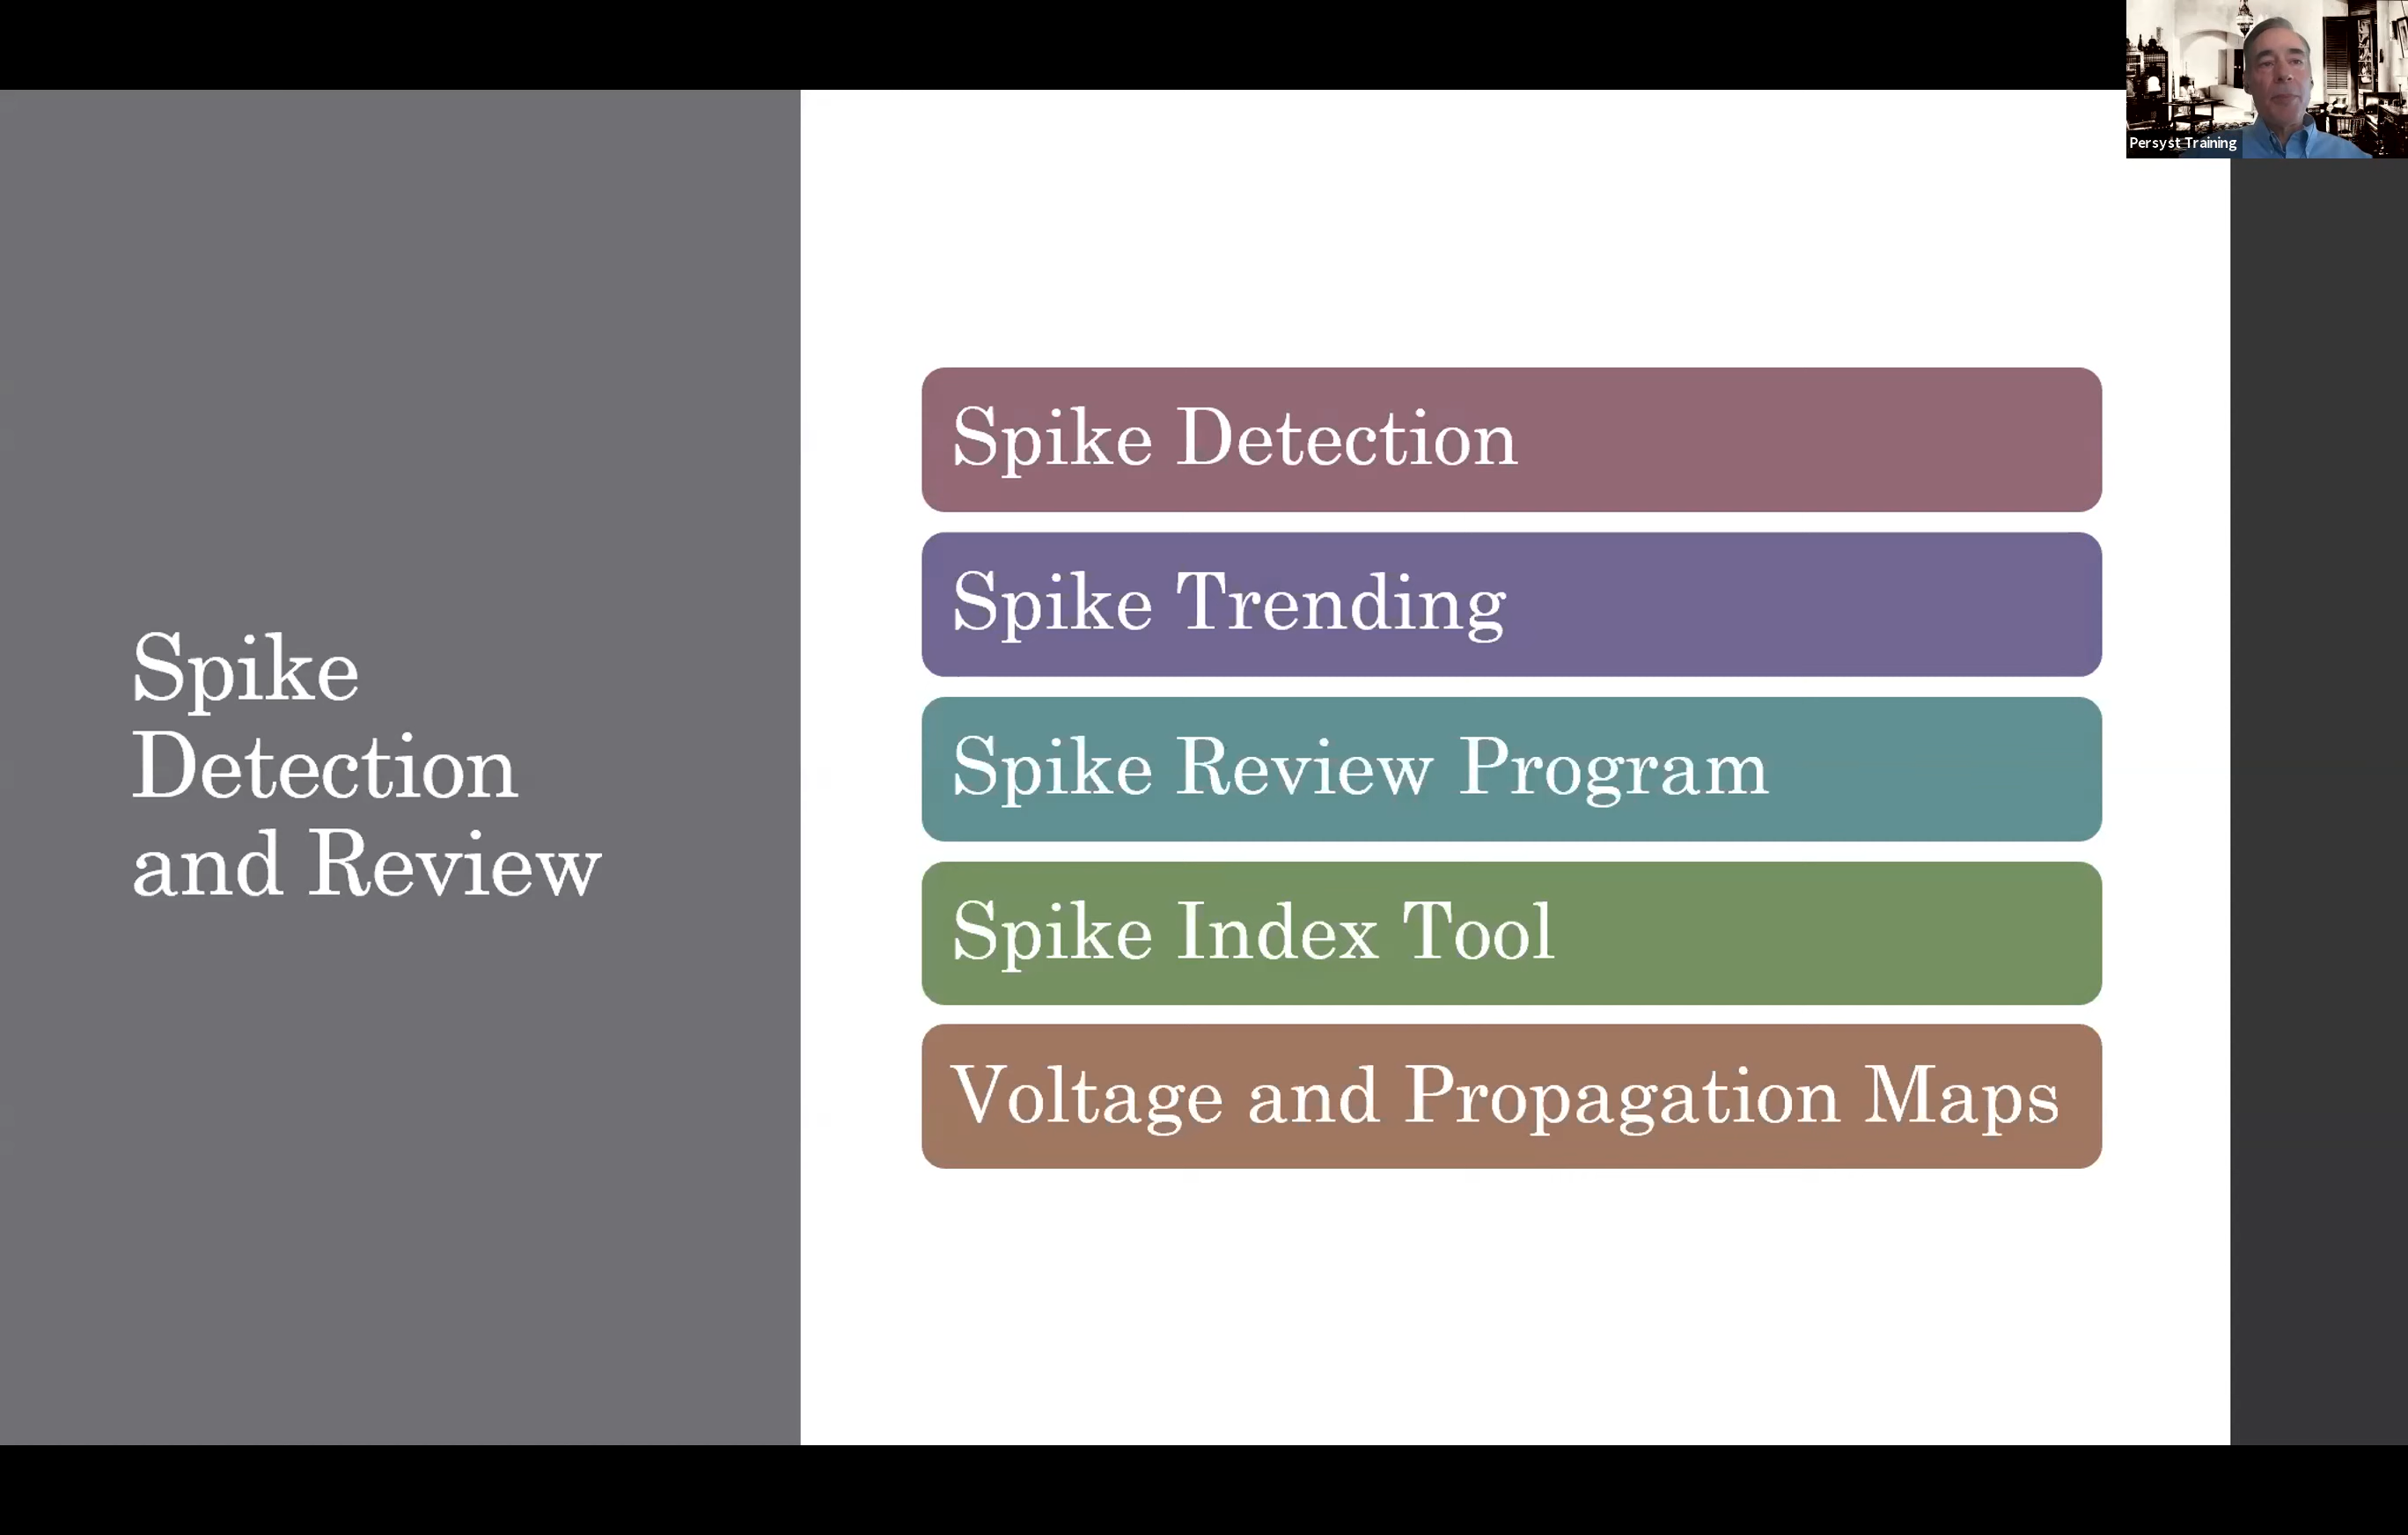 Persyst Training
Spike
Detection
and Review
Spike Detection
Spike Trending
Spike Review Program
Spike Index Tool
Voltage and Propagation Maps